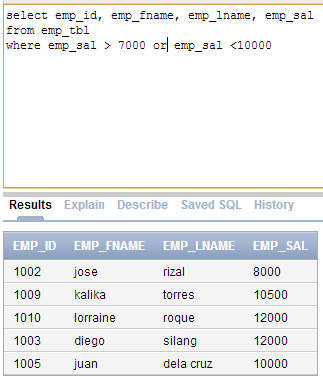 select emp_id, emp_fname, emp_lname, emp_sal
from emp_tbl
where emp_sal > 7000 or emp_sal <10000
Results Explain Describe Saved SQL History
EMP_ID EMP_FNAME EMP_LNAME EMP_SAL
1002 jose rizal 8000
1009 kalika torres 10500
1010 lorraine roque 12000
1003 diego silang 12000
1005 juan dela cruz 10000